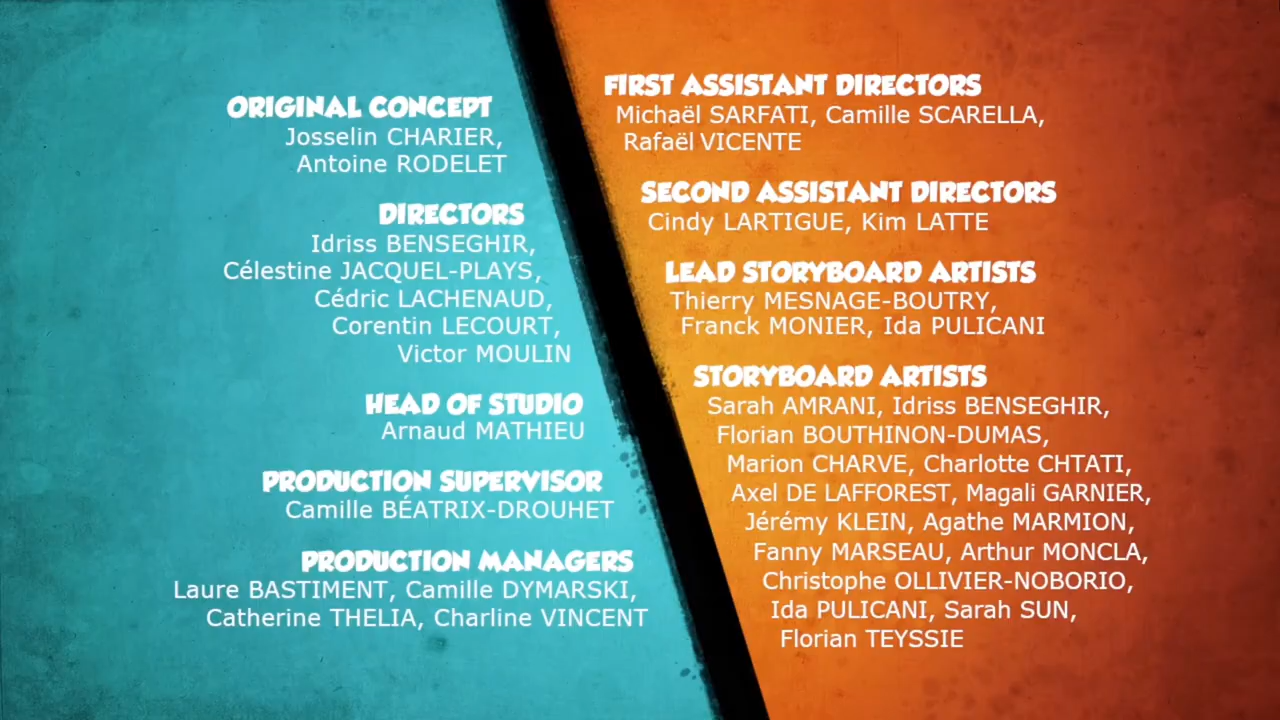 ORIGINAL CONCEPT
Josselin CHARIER,
Antoine RODELET
DIRECTORS
Idriss BENSEGHIR,
Célestine JACQUEL-PLAYS,
Cédric LACHENAUD,
Corentin LECOURT,
Victor MOULIN
HEAD OF STUDIO
Arnaud MATHIEU
PRODUCTION SUPERVISOR
Camille BÉATRIX-DROUHET
PRODUCTION MANAGERS
Laure BASTIMENT, Camille DYMARSKI,
Catherine THELIA, Charline VINCENT
FIRST ASSISTANT DIRECTORS
Michaël SARFATI, Camille SCARELLA,
Rafaël VICENTE
SECOND ASSISTANT DIRECTORS
Cindy LARTIGUE, Kim LATTE
LEAD STORYBOARD ARTISTS
Thierry MESNAGE-BOUTRY,
Franck MONIER, Ida PULICANI
STORYBOARD ARTISTS
Sarah AMRANI, Idriss BENSEGHIR,
Florian BOUTHINON-DUMAS,
Marion CHARVE, Charlotte CHTATI,
Axel DE LAFFOREST, Magali GARNIER,
Jérémy KLEIN, Agathe MARMION,
Fanny MARSEAU, Arthur MONCLA,
Christophe OLLIVIER-NOBORIO,
Ida PULICANI, Sarah SUN,
Florian TEYSSIE